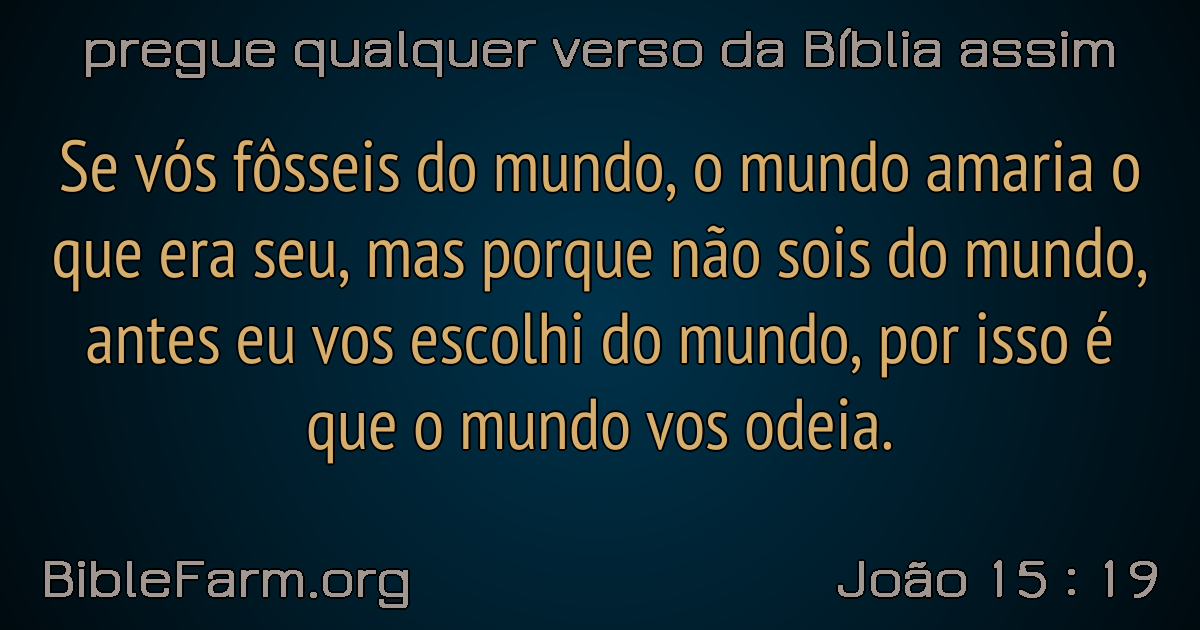 pregue qualquer verso da Bíblia assim
Se vós fôsseis do mundo, o mundo amaria o
que era seu, mas porque não sois do mundo,
antes eu vos escolhi do mundo, por isso é
que o mundo vos odeia.
BibleFarm.org
João 15 : 19